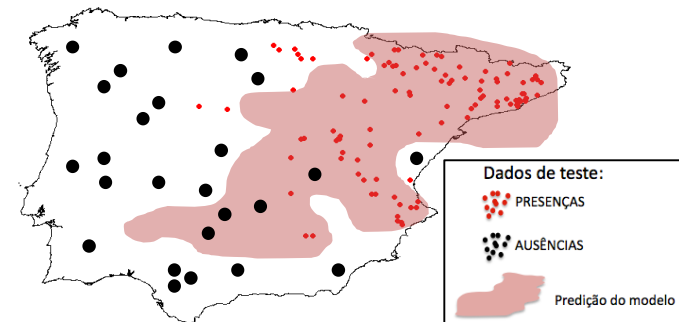 Dados de teste:
PRESENÇAS
AUSÊNCIAS
Predição do modelo